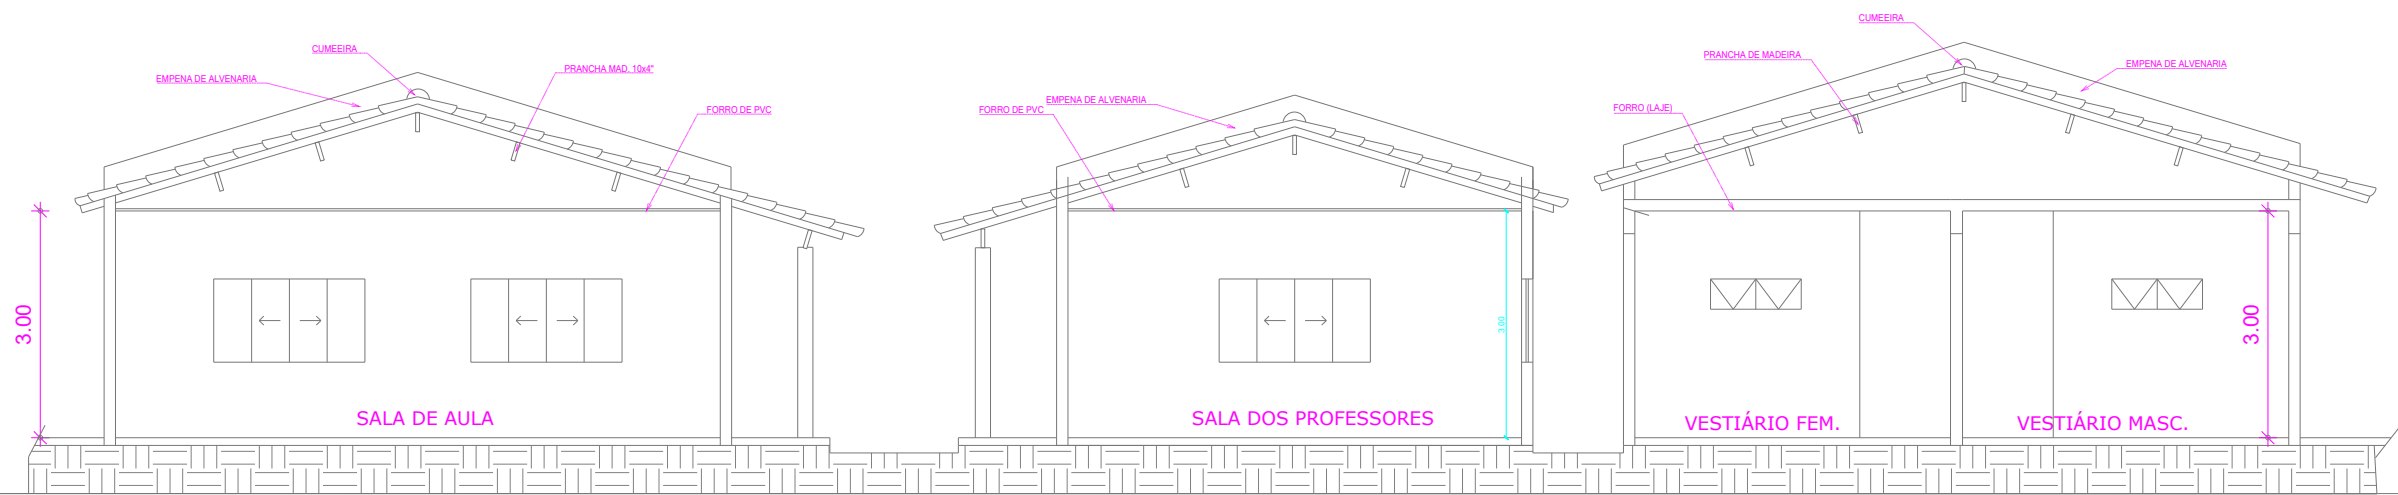 CUMEEIRA
EMPENA DE ALVENARIA
PRANCHA MAD. 10x4"
FORRO DE PVC
3.00
SALA DE AULA
FORRO DE PVC
EMPENA DE ALVENARIA
3.00
SALA DOS PROFESSORES
CUMEEIRA
PRANCHA DE MADEIRA
EMPENA DE ALVENARIA
FORRO (LAJE)
3.00
VESTIÁRIO FEM.
VESTIÁRIO MASC.